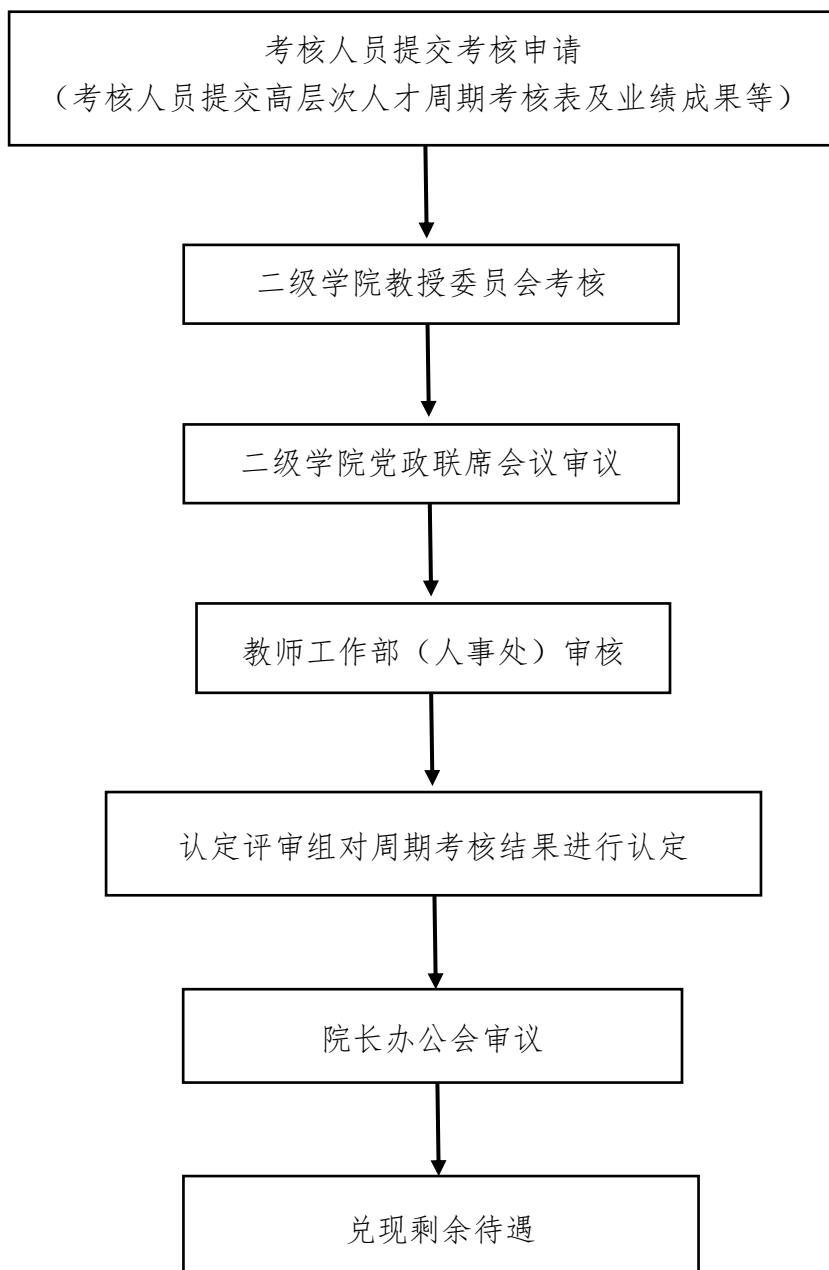 考核人员提交考核申请
（考核人员提交高层次人才周期考核表及业绩成果等）
二级学院教授委员会考核
二级学院党政联席会议审议
教师工作部（人事处）审核
认定评审组对周期考核结果进行认定
院长办公会审议
兑现剩余待遇